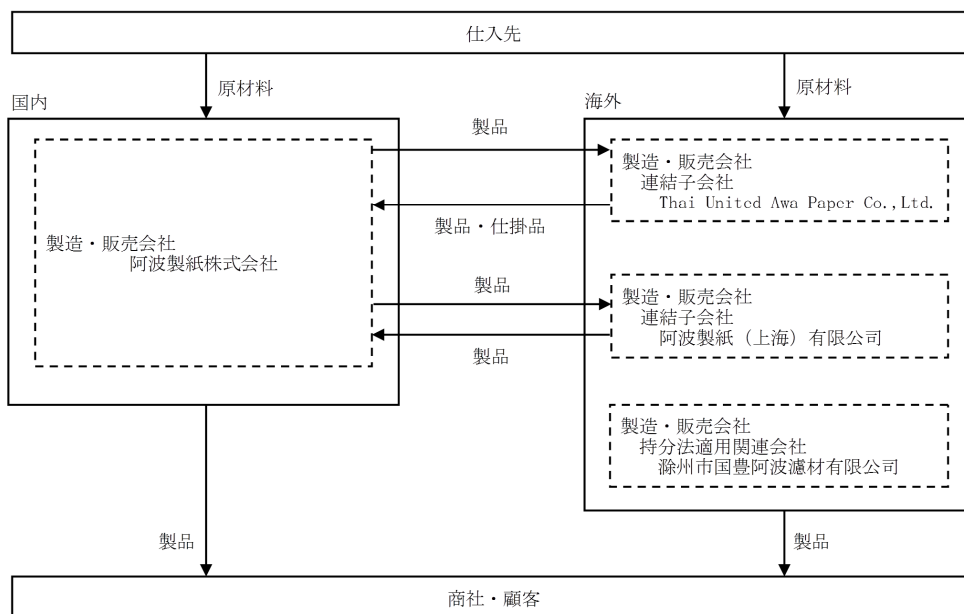 仕入先
原材料
原材料
国内
海外
製品
製造・販売会社
連結子会社
Thai United Awa Paper Co.,Ltd.
製品・仕掛品
製造・販売会社
阿波製紙株式会社
製品
製造・販売会社
連結子会社
阿波製紙（上海）有限公司
製品
製造・販売会社
持分法適用関連会社
滁州市国豊阿波濾材有限公司
製品
製品
商社・顧客